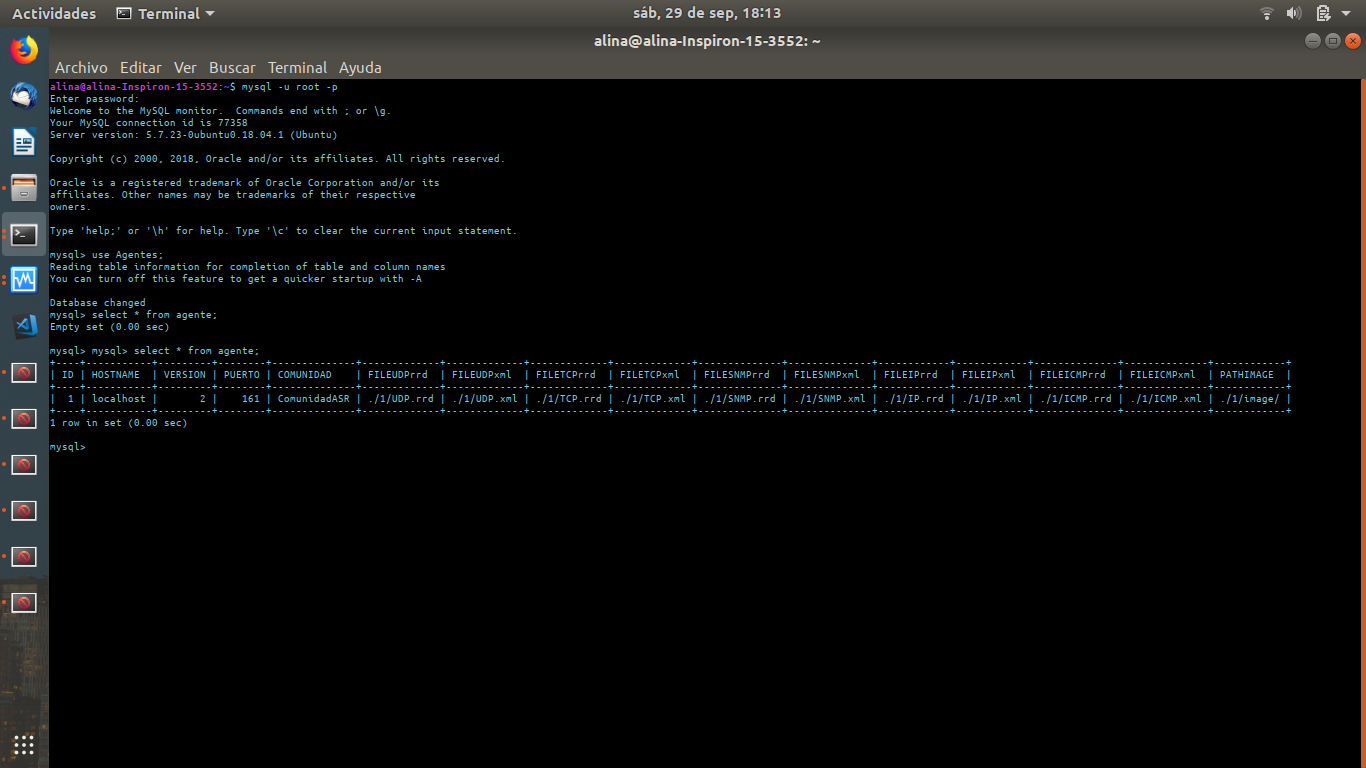 Actividades Terminal sáb, 29 de sep, 18:13
alina@alina-Inspiron-15-3552: ~
Archivo Editar Ver Buscar Terminal Ayuda
alina@alina-Inspiron-15-3552:~$ mysql -u root -p
Enter password:
Welcome to the MySQL monitor.  Commands end with ; or \g.
Your MySQL connection id is 77358
Server version: 5.7.23-0ubuntu0.18.04.1 (Ubuntu)
Copyright (c) 2000, 2018, Oracle and/or its affiliates. All rights reserved.
Oracle is a registered trademark of Oracle Corporation and/or its
affiliates. Other names may be trademarks of their respective
owners.
Type 'help;' or '\h' for help. Type '\c' to clear the current input statement.
mysql> use Agentes;
Reading table information for completion of table and column names
You can turn off this feature to get a quicker startup with -A
Database changed
mysql> select * from agente;
Empty set (0.00 sec)
mysql> mysql> select * from agente;
+----+-----------+---------+--------+--------------+-------------+-------------+-------------+-------------+--------------+--------------+------------+------------+--------------+--------------+------------+
| ID | HOSTNAME  | VERSION | PUERTO | COMUNIDAD    | FILEUDPrrd  | FILEUDPxml  | FILETCPrrd  | FILETCPxml  | FILESNMPrrd  | FILESNMPxml  | FILEIPrrd  | FILEIPxml  | FILEICMPrrd  | FILEICMPxml  | PATHIMAGE  |
+----+-----------+---------+--------+--------------+-------------+-------------+-------------+-------------+--------------+--------------+------------+------------+--------------+--------------+------------+
|  1 | localhost |       2 |    161 | ComunidadASR | ./1/UDP.rrd | ./1/UDP.xml | ./1/TCP.rrd | ./1/TCP.xml | ./1/SNMP.rrd | ./1/SNMP.xml | ./1/IP.rrd | ./1/IP.xml | ./1/ICMP.rrd | ./1/ICMP.xml | ./1/image/ |
+----+-----------+---------+--------+--------------+-------------+-------------+-------------+-------------+--------------+--------------+------------+------------+--------------+--------------+------------+
1 row in set (0.00 sec)
mysql>